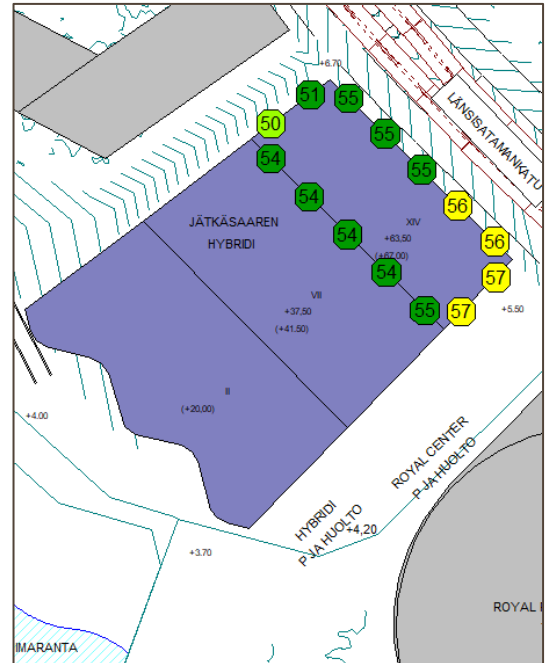 +6.70
51
55
50
55
LÄNSISATAMANKATU
54
55
54
56
JÄTKÄSAAREN
HYBRIDI
XIV
+63,50
(+67,00)
54
56
54
57
VII
+37,50
(+41.50)
55
57
+5.50
II
(+20,00)
+4.00
ROYAL CENTER
P JA HUOLTO
HYBRIDI
P JA HUOLTO
+4,20
+3.70
ROYAL
IMARANTA